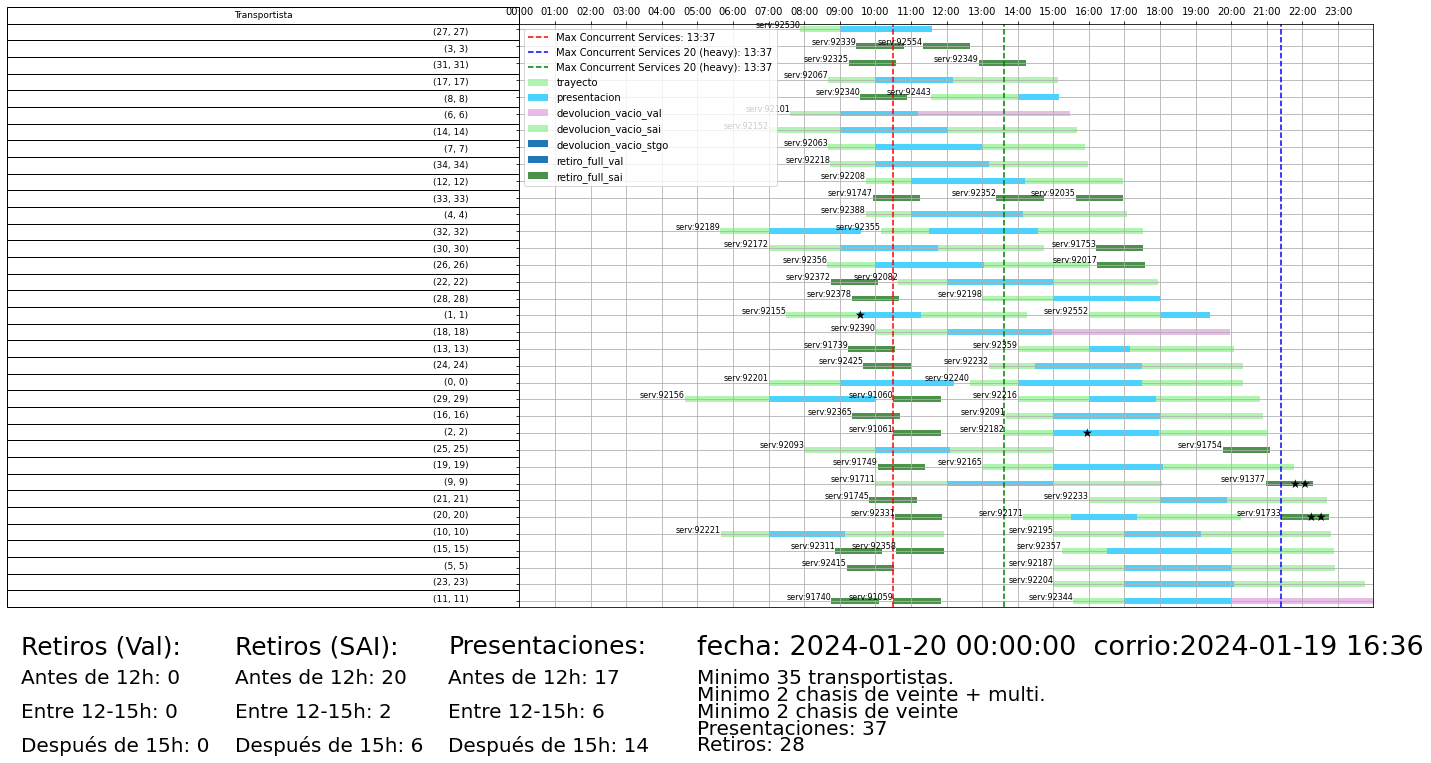 Transportista
00:00 01:00 02:00 03:00 04:00 05:00 06:00 07:00 08:00 09:00 10:00 11:00 12:00 13:00 14:00 15:00 16:00 17:00 18:00 19:00 20:00 21:00 22:00 23:00
Max Concurrent Services: 13:37
Max Concurrent Services 20 (heavy): 13:37
Max Concurrent Services 20 (heavy): 13:37
trayecto
presentacion
devolucion_vacio_val
devolucion_vacio_sai
devolucion_vacio_stgo
retiro_full_val
retiro_full_sai
(27, 27) serv:92530
(3, 3) serv:92339 serv:92554
(31, 31) serv:92325 serv:92349
(17, 17) serv:92067
(8, 8) serv:92340 serv:92443
(6, 6) serv:92101
(14, 14) serv:92152
(7, 7) serv:92063
(34, 34) serv:92218
(12, 12) serv:92208
(33, 33) serv:91747 serv:92352 serv:92035
(4, 4) serv:92388
(32, 32) serv:92189 serv:92355
(30, 30) serv:92172 serv:91753
(26, 26) serv:92356 serv:92017
(22, 22) serv:92372 serv:92082
(28, 28) serv:92378 serv:92198
(1, 1) serv:92155 serv:92552
(18, 18) serv:92390
(13, 13) serv:91739 serv:92359
(24, 24) serv:92425 serv:92232
(0, 0) serv:92201 serv:92240
(29, 29) serv:92156 serv:91060 serv:92216
(16, 16) serv:92365 serv:92091
(2, 2) serv:91061 serv:92182
(25, 25) serv:92093 serv:91754
(19, 19) serv:91749 serv:92165
(9, 9) serv:91711 serv:91377
(21, 21) serv:91745 serv:92233
(20, 20) serv:92331 serv:92171 serv:91733
(10, 10) serv:92221 serv:92195
(15, 15) serv:92311 serv:92358 serv:92357
(5, 5) serv:92415 serv:92187
(23, 23) serv:92204
(11, 11) serv:91740 serv:91059 serv:92344
Retiros (Val):
Antes de 12h: 0
Entre 12-15h: 0
Después de 15h: 0
Retiros (SAI):
Antes de 12h: 20
Entre 12-15h: 2
Después de 15h: 6
Presentaciones:
Antes de 12h: 17
Entre 12-15h: 6
Después de 15h: 14
fecha: 2024-01-20 00:00:00 corrio:2024-01-19 16:36
Minimo 35 transportistas.
Minimo 2 chasis de veinte + multi.
Minimo 2 chasis de veinte
Presentaciones: 37
Retiros: 28